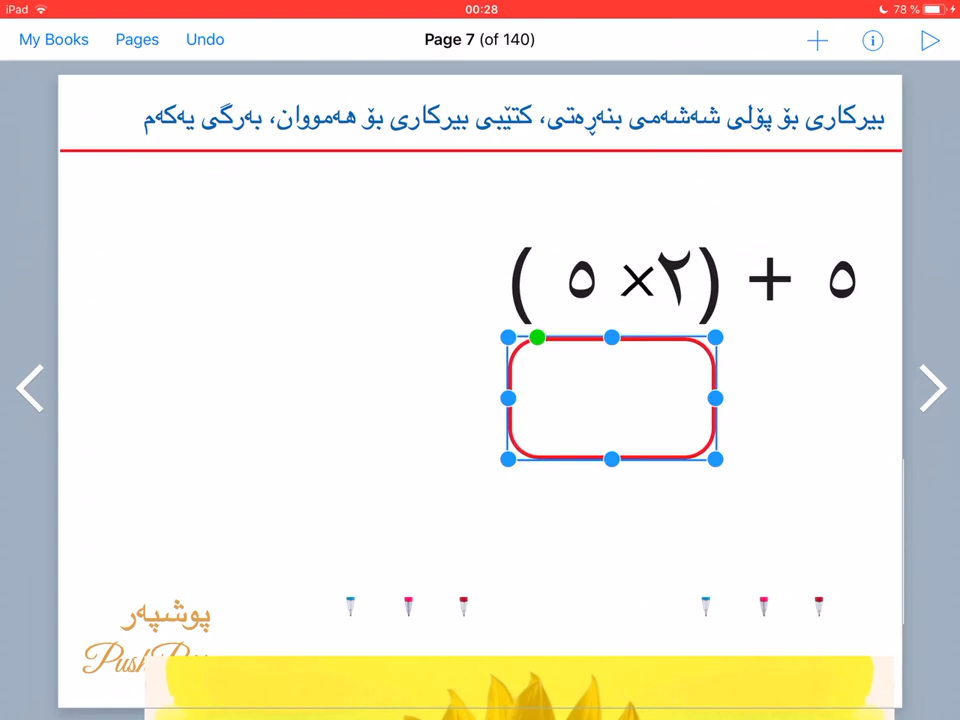 iPad 00:28 78 %
My Books Pages Undo Page 7 (of 140)
بیرکاری بۆ پۆلی شەشەمی بنەڕەتی، کتێبی بیرکاری بۆ هەمووان، بەرگی یەکەم
( ٥ ×٢) + ٥
پوشپەر